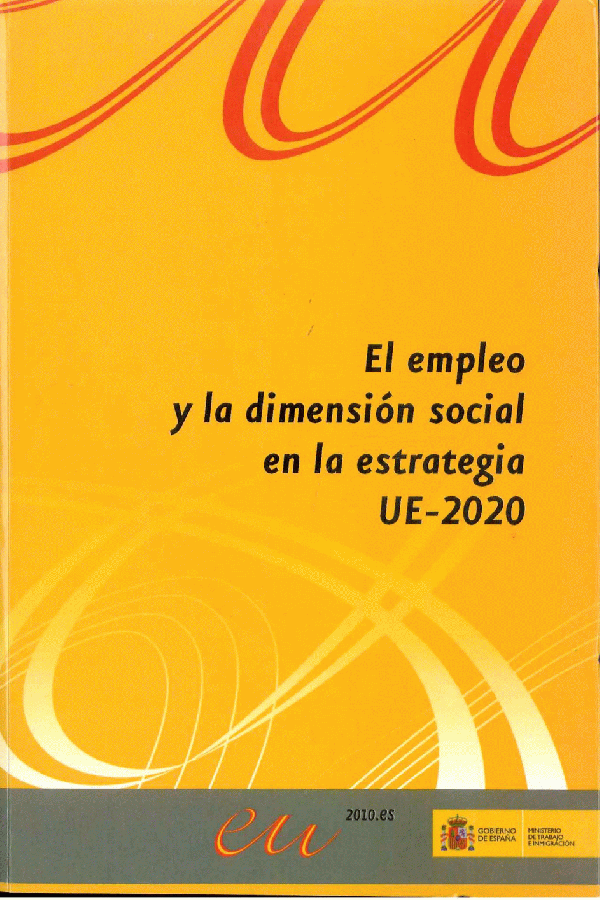 El empleo
y la dimensión social
en la estrategia
UE-2020
eu 2010.es
GOBIERNO
DE ESPAÑA
MINISTERIO
DE TRABAJO
E INMIGRACIÓN